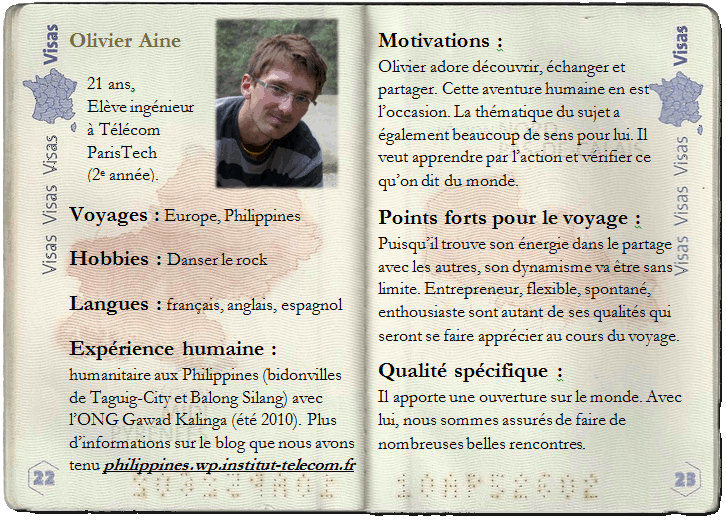 Olivier Aine
21 ans,
Elève ingénieur
à Télécom
ParisTech
(2e année).
Voyages : Europe, Philippines
Hobbies : Danser le rock
Langues : français, anglais, espagnol
Expérience humaine :
humanitaire aux Philippines (bidonvilles
de Taguig-City et Balong Silang) avec
l'ONG Gawad Kalinga (été 2010). Plus
d'informations sur le blog que nous avons
tenu philippines.wp.institut-telecom.fr
Visas
Visas Visas Visas
22
Motivations :
Olivier adore découvrir, échanger et
partager. Cette aventure humaine en est
l'occasion. La thématique du sujet a
également beaucoup de sens pour lui. Il
veut apprendre par l'action et vérifier ce
qu'on dit du monde.
Points forts pour le voyage :
Puisqu'il trouve son énergie dans le partage
avec les autres, son dynamisme va être sans
limite. Entrepreneur, flexible, spontané,
enthousiaste sont autant de ses qualités qui
seront se faire apprécier au cours du voyage.
Qualité spécifique :
Il apporte une ouverture sur le monde. Avec
lui, nous sommes assurés de faire de
nombreuses belles rencontres.
Visas
Visas Visas Visas
23